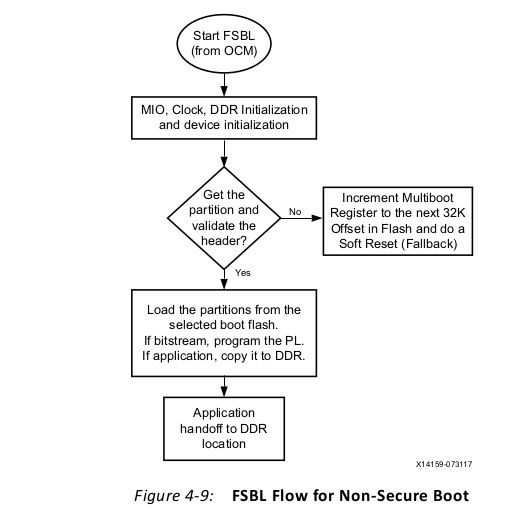 Start FSBL
(from OCM)
MIO, Clock, DDR Initialization
and device initialization
Get the
partition and
validate the
header?
No
Increment Multiboot
Register to the next 32K
Offset in Flash and do a
Soft Reset (Fallback)
Yes
Load the partitions from the
selected boot flash.
If bitstream, program the PL.
If application, copy it to DDR.
Application
handoff to DDR
location
X14159-073117
Figure 4-9: FSBL Flow for Non-Secure Boot